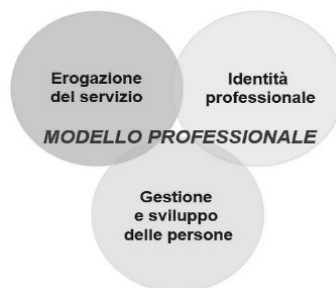 Erogazione
del servizio
Identità
professionale
MODELLO PROFESSIONALE
Gestione
e sviluppo
delle persone